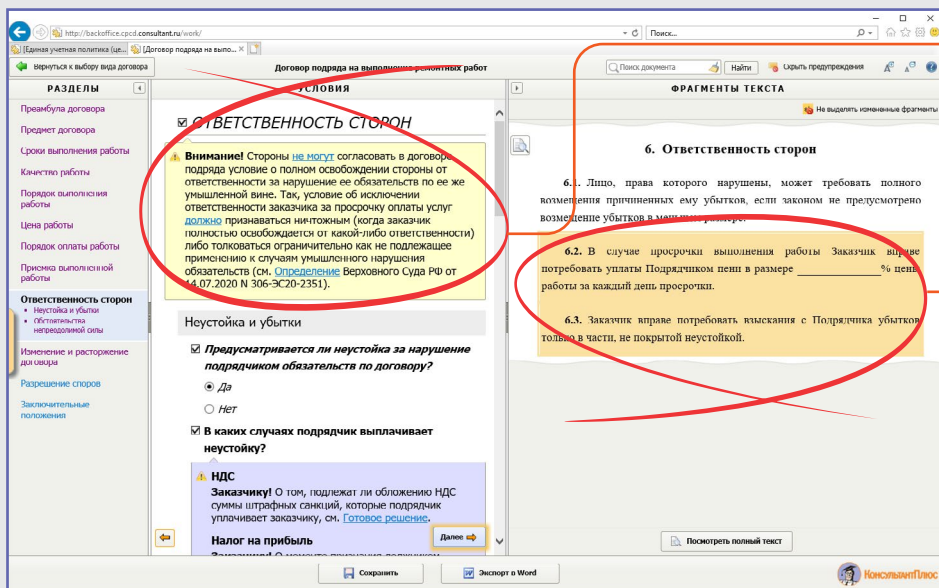 http://backoffice.cpcd.consultant.ru/work/
Поиск...
[Единая учетная политика (це...
[Договор подряда на выпо...
Вернуться к выбору вида договора
Договор подряда на выполнение ремонтных работ
Поиск документа
Найти
Скрыть предупреждения
РАЗДЕЛЫ
Преамбула договора
Предмет договора
Сроки выполнения работы
Качество работы
Порядок выполнения
работы
Цена работы
Порядок оплаты работы
Приемка выполненной
работы
Ответственность сторон
Неустойка и убытки
Обстоятельства
непреодолимой силы
Изменение и расторжение
договора
Разрешение споров
Заключительные
положения
УСЛОВИЯ
ОТВЕТСТВЕННОСТЬ СТОРОН
Внимание! Стороны не могут согласовать в договоре
подряда условие о полном освобождении стороны от
ответственности за нарушение ее обязательств по ее же
умышленной вине. Так, условие об исключении
ответственности заказчика за просрочку оплаты услуг
должно признаваться ничтожным (когда заказчик
полностью освобождается от какой-либо ответственности)
либо толковаться ограничительно как не подлежащее
применению к случаям умышленного нарушения
обязательств (см. Определение Верховного Суда РФ от
14.07.2020 N 306-ЭС20-2351).
Неустойка и убытки
Предусматривается ли неустойка за нарушение
подрядчиком обязательств по договору?
Да
Нет
В каких случаях подрядчик выплачивает
неустойку?
НДС
Заказчику! О том, подлежат ли обложению НДС
суммы штрафных санкций, которые подрядчик
уплачивает заказчику, см. Готовое решение.
Налог на прибыль
Далее
ФРАГМЕНТЫ ТЕКСТА
Не выделять измененные фрагменты
6. Ответственность сторон
6.1. Лицо, права которого нарушены, может требовать полного
возмещения причиненных ему убытков, если законом не предусмотрено
возмещение убытков в меньшем размере.
6.2. В случае просрочки выполнения работы Заказчик вправе
потребовать уплаты Подрядчиком пени в размере ____________ % цены
работы за каждый день просрочки.
6.3. Заказчик вправе потребовать взыскания с Подрядчика убытков
только в части, не покрытой неустойкой.
Посмотреть полный текст
Сохранить
Экспорт в Word
КонсультантПлюс